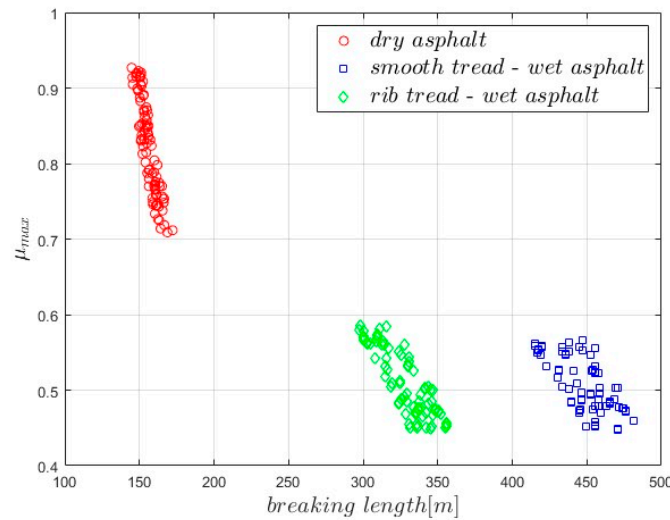 dry asphalt
smooth tread - wet asphalt
rib tread - wet asphalt
1
0.9
0.8
0.7
0.6
0.5
0.4
μmax
100 150 200 250 300 350 400 450 500
breaking length[m]